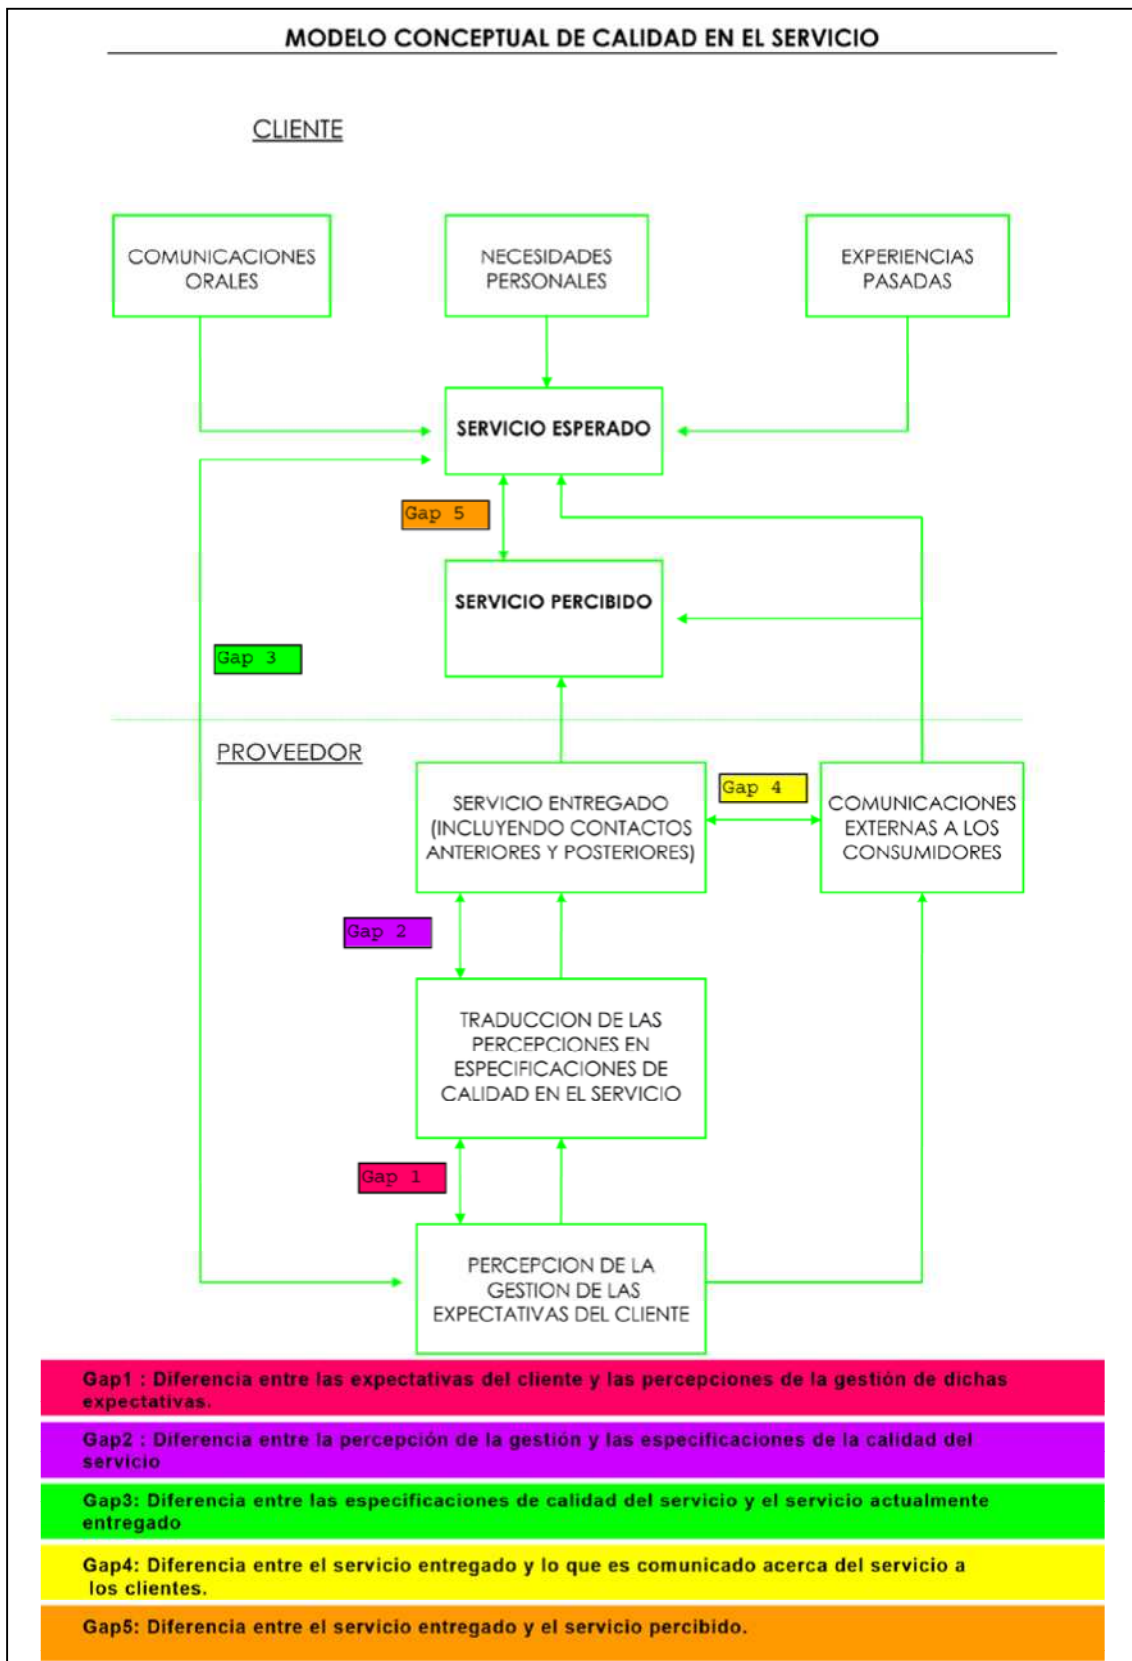 MODELO CONCEPTUAL DE CALIDAD EN EL SERVICIO
CLIENTE
COMUNICACIONES
ORALES
NECESIDADES
PERSONALES
EXPERIENCIAS
PASADAS
SERVICIO ESPERADO
Gap 5
SERVICIO PERCIBIDO
Gap 3
PROVEEDOR
SERVICIO ENTREGADO
(INCLUYENDO CONTACTOS
ANTERIORES Y POSTERIORES)
Gap 4
COMUNICACIONES
EXTERNAS A LOS
CONSUMIDORES
Gap 2
TRADUCCION DE LAS
PERCEPCIONES EN
ESPECIFICACIONES DE
CALIDAD EN EL SERVICIO
Gap 1
PERCEPCION DE LA
GESTION DE LAS
EXPECTATIVAS DEL CLIENTE
Gap1 : Diferencia entre las expectativas del cliente y las percepciones de la gestión de dichas
expectativas.
Gap2 : Diferencia entre la percepción de la gestión y las especificaciones de la calidad del
servicio
Gap3: Diferencia entre las especificaciones de calidad del servicio y el servicio actualmente
entregado
Gap4: Diferencia entre el servicio entregado y lo que es comunicado acerca del servicio a
los clientes.
Gap5: Diferencia entre el servicio entregado y el servicio percibido.